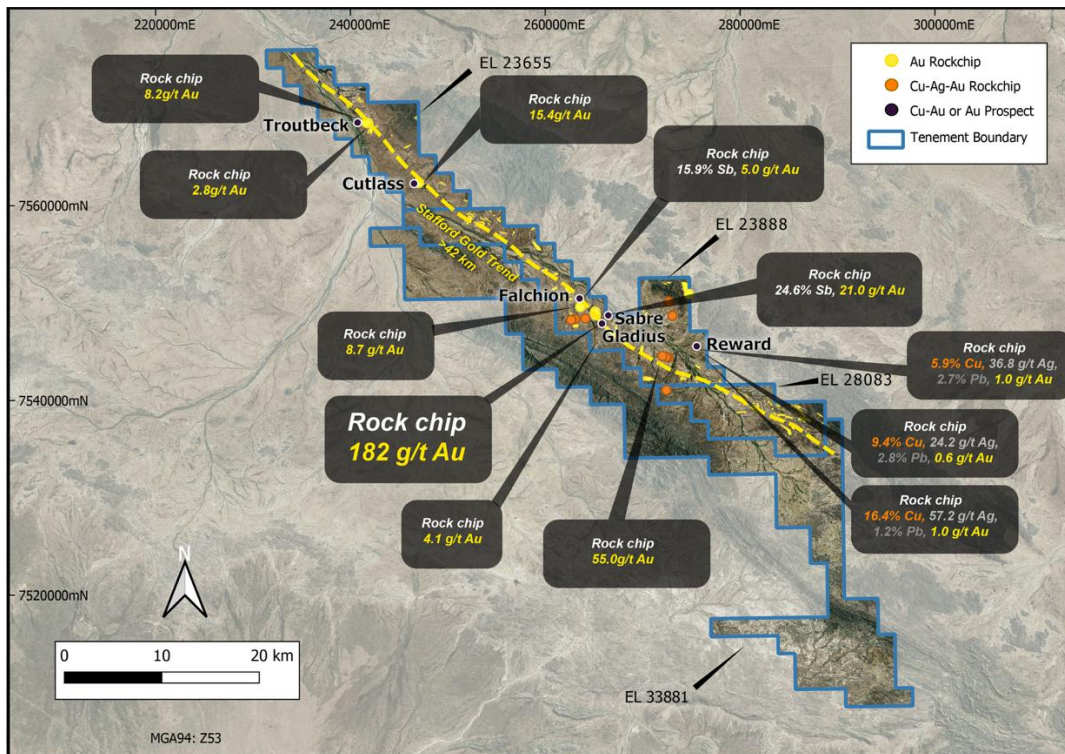 220000mE
240000mE
260000mE
280000mE
300000mE
7560000mN
7540000mN
7520000mN
Au Rockchip
Cu-Ag-Au Rockchip
Cu-Au or Au Prospect
Tenement Boundary
EL 23655
Rock chip
8.2g/t Au
Troutbeck
Rock chip
15.4g/t Au
Rock chip
2.8g/t Au
Cutlass
Rock chip
15.9% Sb, 5.0 g/t Au
EL 23888
Stafford Gold Trend
>42 km
Rock chip
24.6% Sb, 21.0 g/t Au
Falchion
Sabre
Gladius
Reward
Rock chip
8.7 g/t Au
Rock chip
5.9% Cu, 36.8 g/t Ag,
2.7% Pb, 1.0 g/t Au
EL 28083
Rock chip
182 g/t Au
Rock chip
9.4% Cu, 24.2 g/t Ag,
2.8% Pb, 0.6 g/t Au
Rock chip
16.4% Cu, 57.2 g/t Ag,
1.2% Pb, 1.0 g/t Au
Rock chip
4.1 g/t Au
Rock chip
55.0g/t Au
N
0 10 20 km
EL 33881
MGA94: Z53